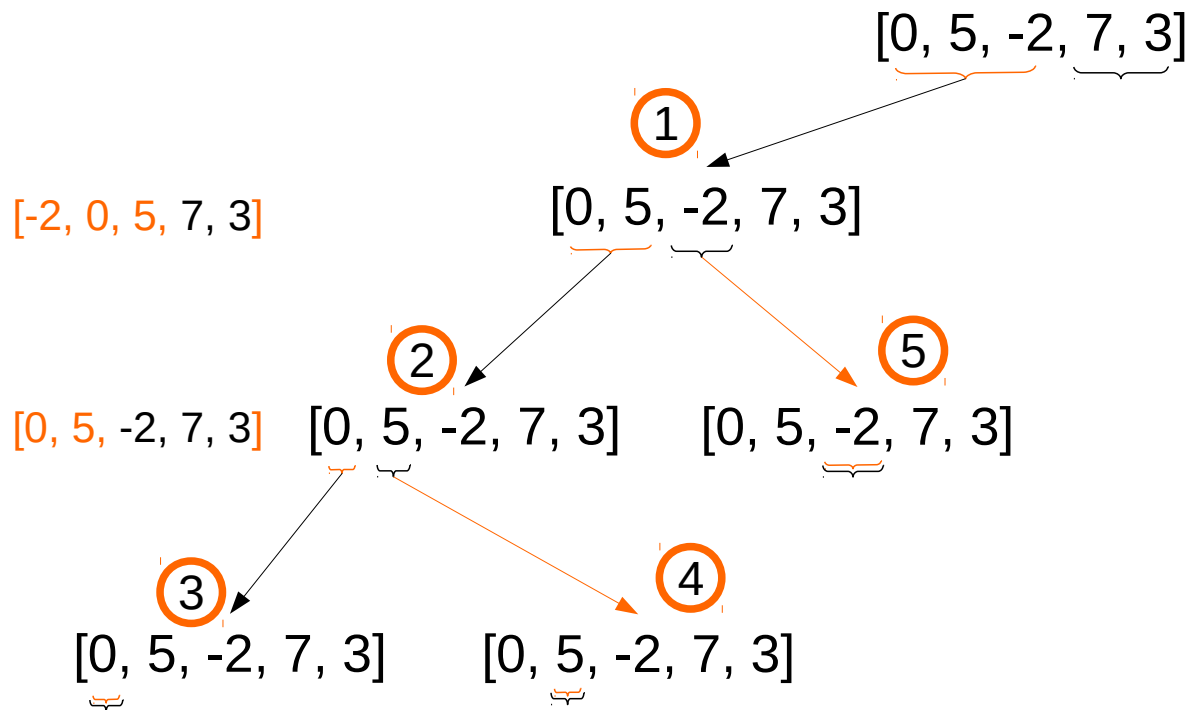 [0, 5, -2, 7, 3]
1
[-2, 0, 5, 7, 3]
[0, 5, -2, 7, 3]
2
5
[0, 5, -2, 7, 3]
[0, 5, -2, 7, 3]
[0, 5, -2, 7, 3]
3
4
[0, 5, -2, 7, 3]
[0, 5, -2, 7, 3]